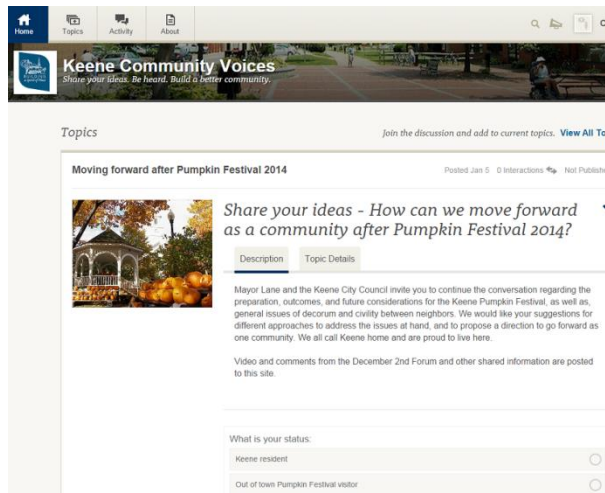 Home
Topics
Activity
About
Keene Community Voices
Share your ideas. Be heard. Build a better community.
Topics
Join the discussion and add to current topics. View All To
Moving forward after Pumpkin Festival 2014
Posted Jan 5 0 Interactions Not Publishe
Share your ideas - How can we move forward
as a community after Pumpkin Festival 2014?
Description
Topic Details
Mayor Lane and the Keene City Council invite you to continue the conversation regarding the
preparation, outcomes, and future considerations for the Keene Pumpkin Festival, as well as,
general issues of decorum and civility between neighbors. We would like your suggestions for
different approaches to address the issues at hand, and to propose a direction to go forward as
one community. We all call Keene home and are proud to live here.
Video and comments from the December 2nd Forum and other shared information are posted
to this site.
What is your status:
Keene resident
Out of town Pumpkin Festival visitor